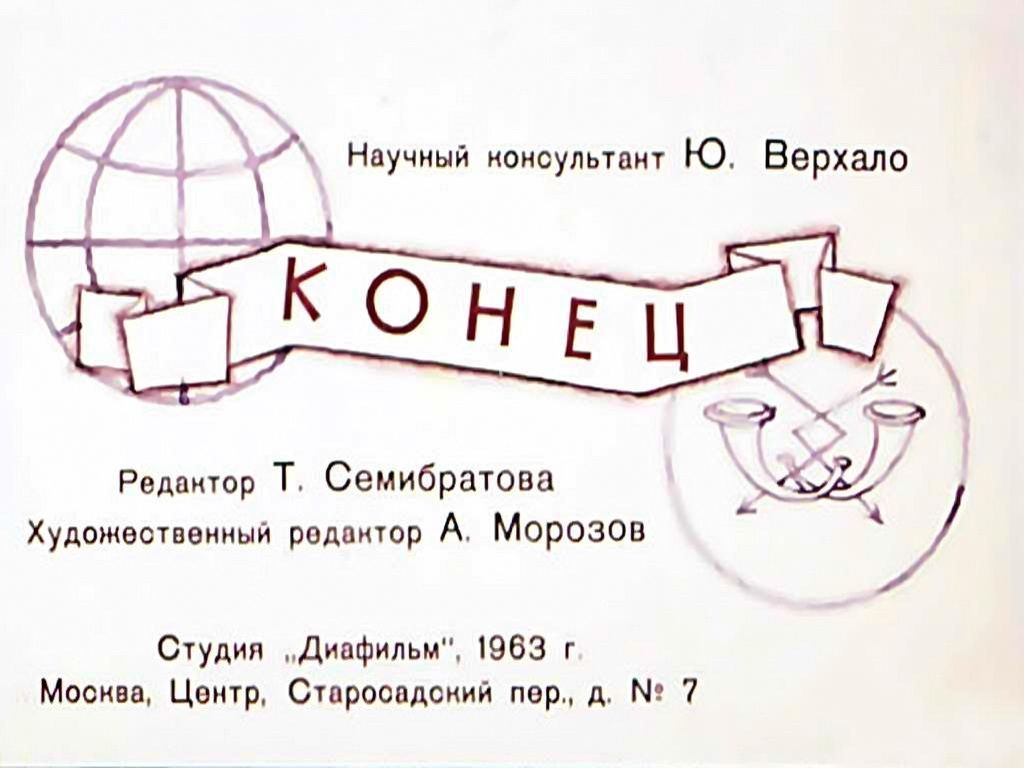 Научный консультант Ю. Верхало
КОНЕЦ
Редактор Т. Семибратова
Художественный редактор А. Морозов
Студия „Диафильм", 1963 г.
Москва, Центр, Старосадский пер., д. № 7